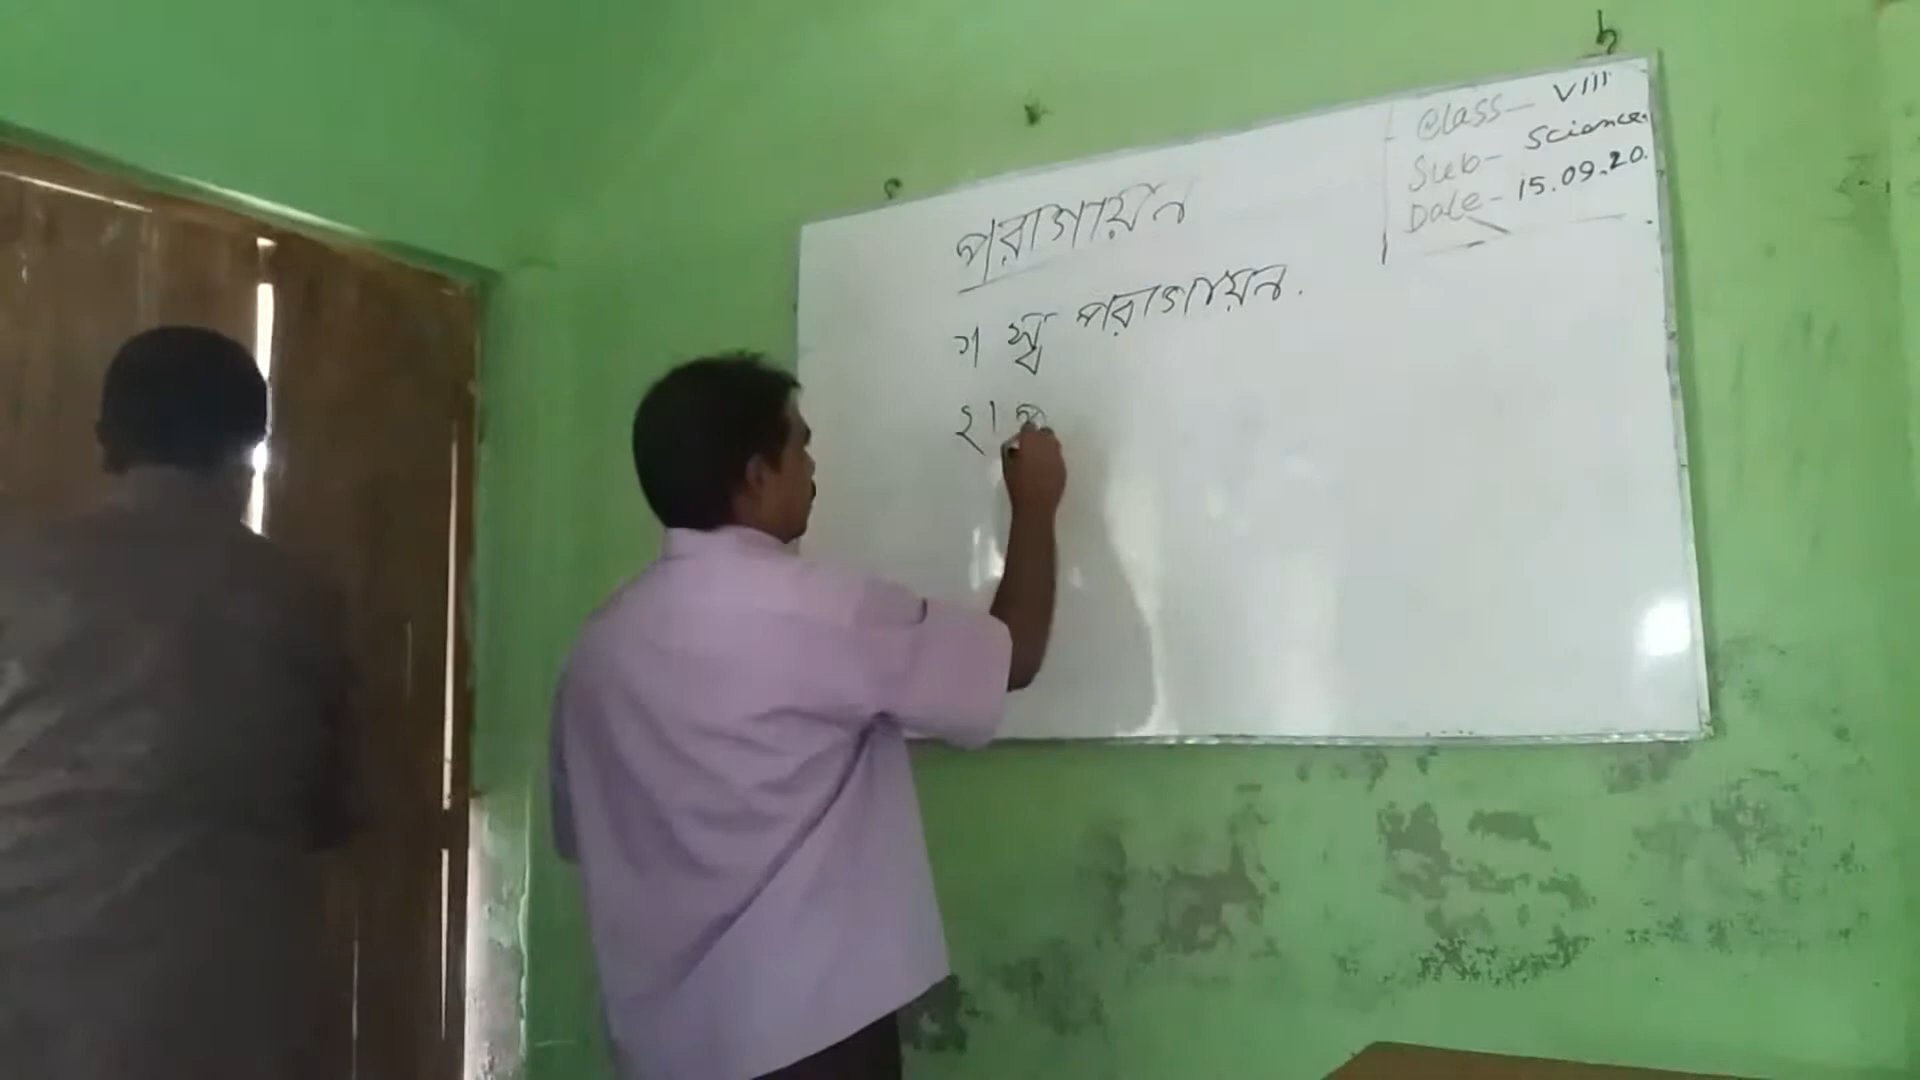 Class- VIII
Sub- Science.
Date- 15.09.20.
পরাগায়ন
১। স্ব পরাগায়ন.
২।